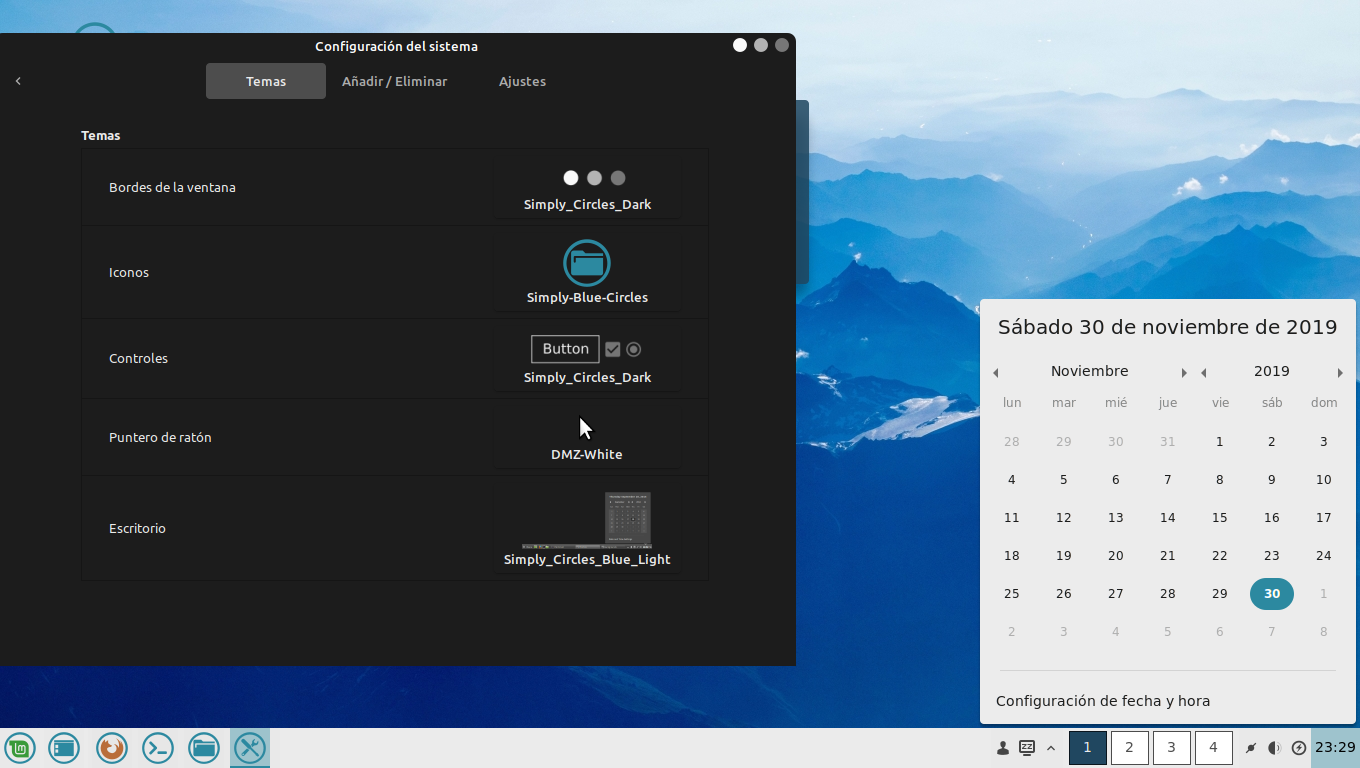 Configuración del sistema
Temas
Añadir / Eliminar
Ajustes
Temas
Bordes de la ventana
Simply_Circles_Dark
Iconos
Simply-Blue-Circles
Controles
Button
Simply_Circles_Dark
Puntero de ratón
DMZ-White
Escritorio
Simply_Circles_Blue_Light
Sábado 30 de noviembre de 2019
Noviembre 2019
lun mar mié jue vie sáb dom
28 29 30 31 1 2 3
4 5 6 7 8 9 10
11 12 13 14 15 16 17
18 19 20 21 22 23 24
25 26 27 28 29 30 1
2 3 4 5 6 7 8
Configuración de fecha y hora
zz 1 2 3 4 23:29